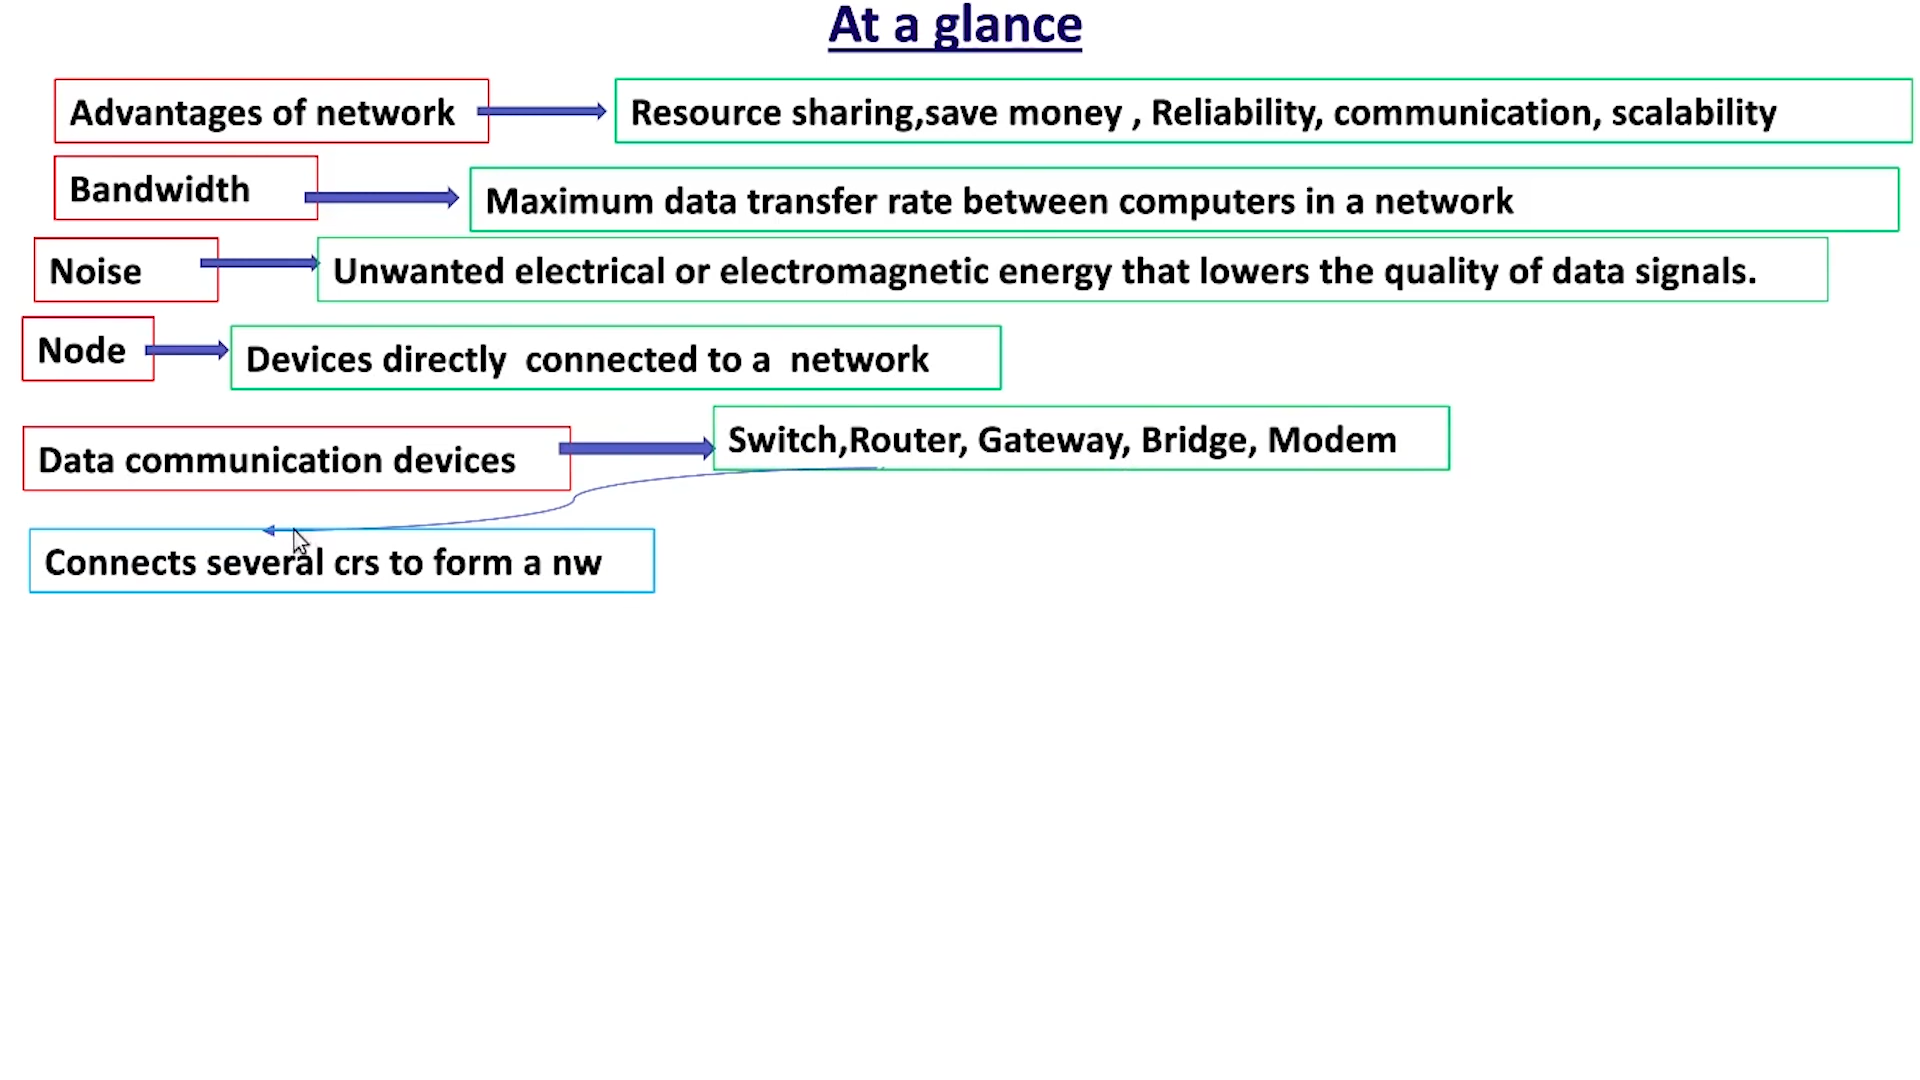 At a glance
Advantages of network
Resource sharing,save money , Reliability, communication, scalability
Bandwidth
Maximum data transfer rate between computers in a network
Noise
Unwanted electrical or electromagnetic energy that lowers the quality of data signals.
Node
Devices directly connected to a network
Data communication devices
Switch,Router, Gateway, Bridge, Modem
Connects several crs to form a nw